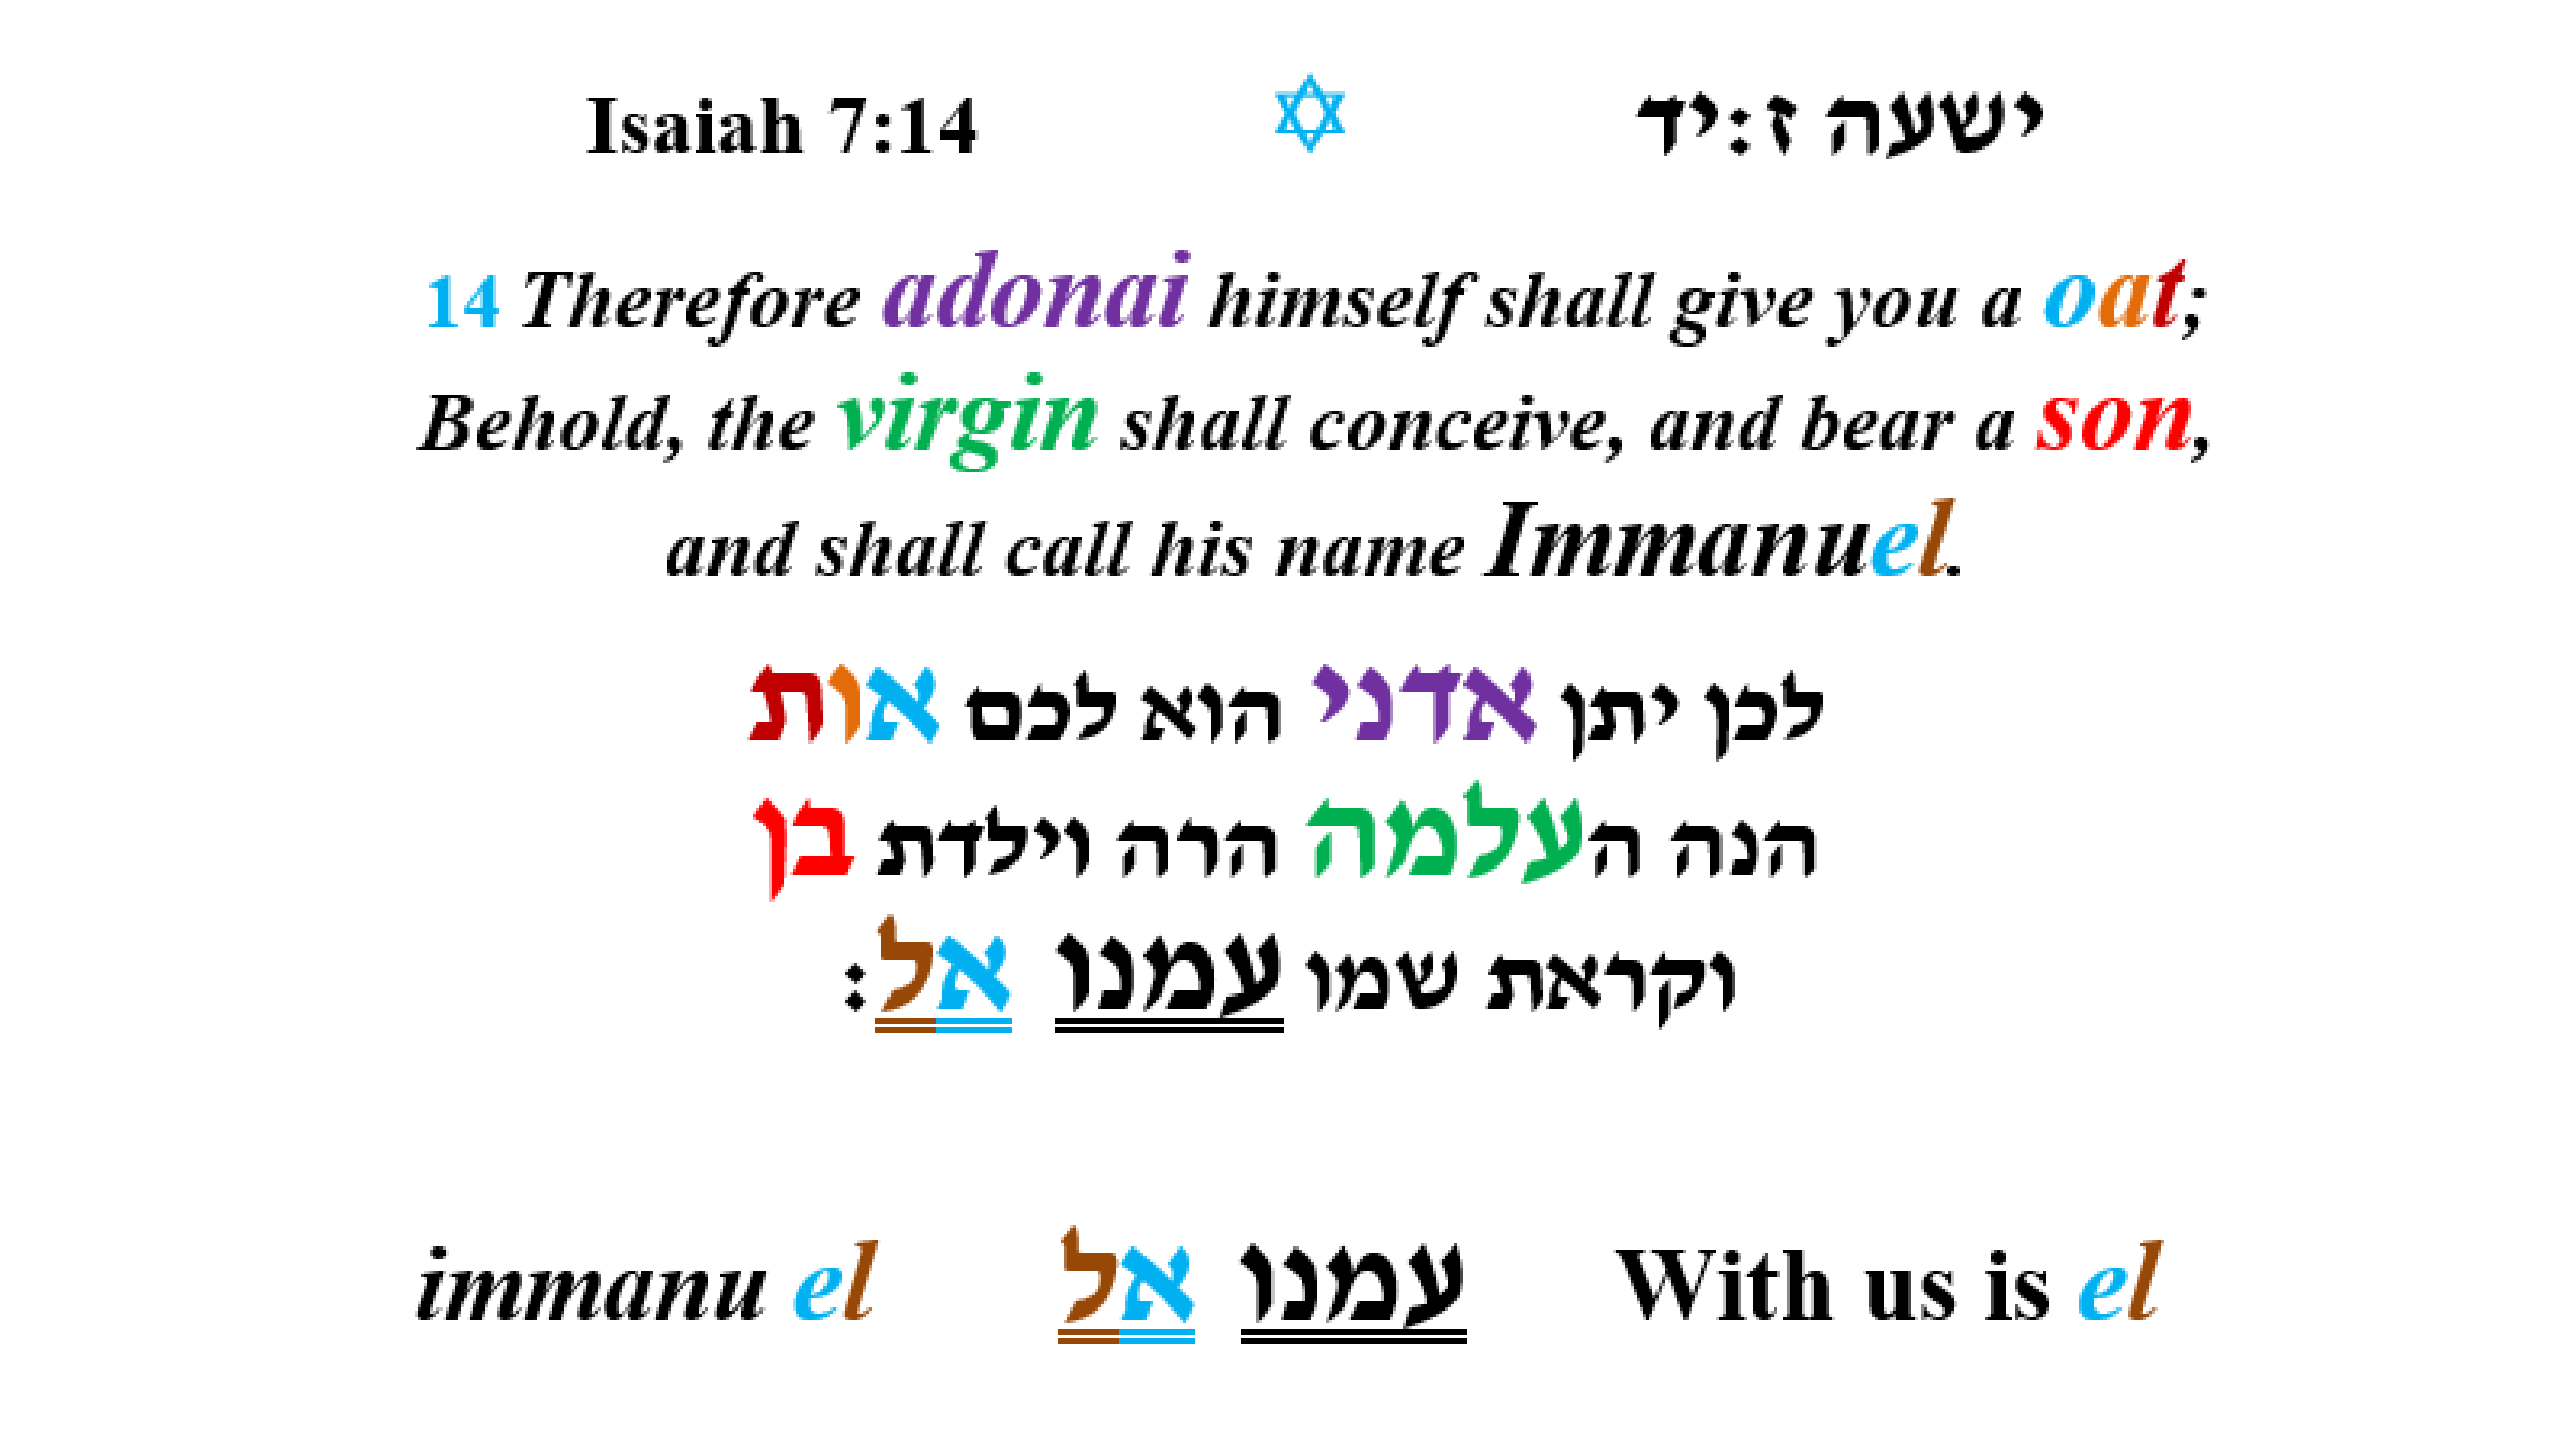 Isaiah 7:14 ✡ ישעה ז:יד
14 Therefore adonai himself shall give you a oat;
Behold, the virgin shall conceive, and bear a son,
and shall call his name Immanuel.
לכן יתן אדני הוא לכם אות
הנה העלמה הרה וילדת בן
וקראת שמו עמנו אל:
immanu el עמנו אל With us is el